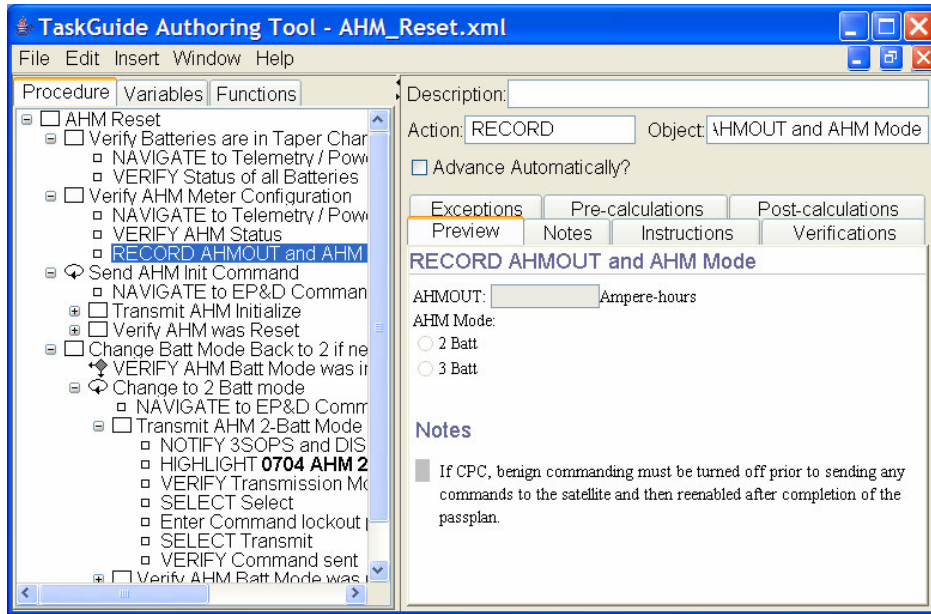 TaskGuide Authoring Tool - AHM_Reset.xml
File Edit Insert Window Help
Procedure Variables Functions
AHM Reset
Verify Batteries are in Taper Char
NAVIGATE to Telemetry / Pow
VERIFY Status of all Batteries
Verify AHM Meter Configuration
NAVIGATE to Telemetry / Pow
VERIFY AHM Status
RECORD AHMOUT and AHM
Send AHM Init Command
NAVIGATE to EP&D Comman
Transmit AHM Initialize
Verify AHM was Reset
Change Batt Mode Back to 2 if ne
VERIFY AHM Batt Mode was in
Change to 2 Batt mode
NAVIGATE to EP&D Comm
Transmit AHM 2-Batt Mode
NOTIFY 3SOPS and DIS
HIGHLIGHT 0704 AHM 2
VERIFY Transmission Mo
SELECT Select
Enter Command lockout
SELECT Transmit
VERIFY Command sent
Verify AHM Batt Mode was
Description:
Action: RECORD Object: AHMOUT and AHM Mode
Advance Automatically?
Exceptions Pre-calculations Post-calculations
Preview Notes Instructions Verifications
RECORD AHMOUT and AHM Mode
AHMOUT: Ampere-hours
AHM Mode:
2 Batt
3 Batt
Notes
If CPC, benign commanding must be turned off prior to sending any
commands to the satellite and then reenabled after completion of the
passplan.